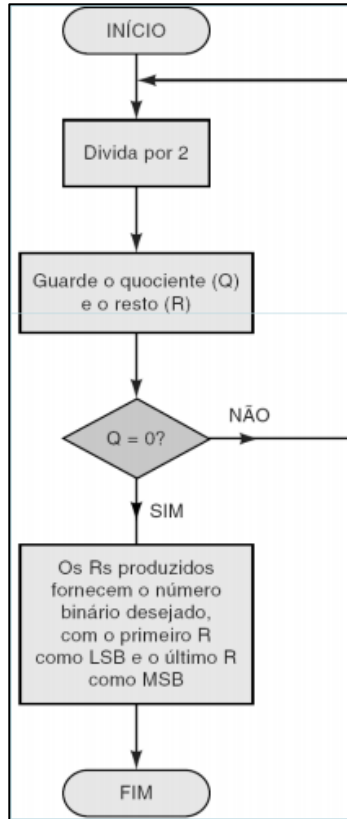 INÍCIO
Divida por 2
Guarde o quociente (Q)
e o resto (R)
Q = 0?
NÃO
SIM
Os Rs produzidos
fornecem o número
binário desejado,
com o primeiro R
como LSB e o último R
como MSB
FIM